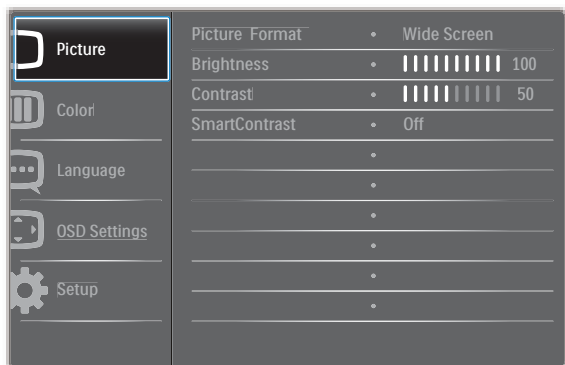 Picture
Color
Language
OSD Settings
Setup
Picture Format • Wide Screen
Brightness • 100
Contrast • 50
SmartContrast • Off